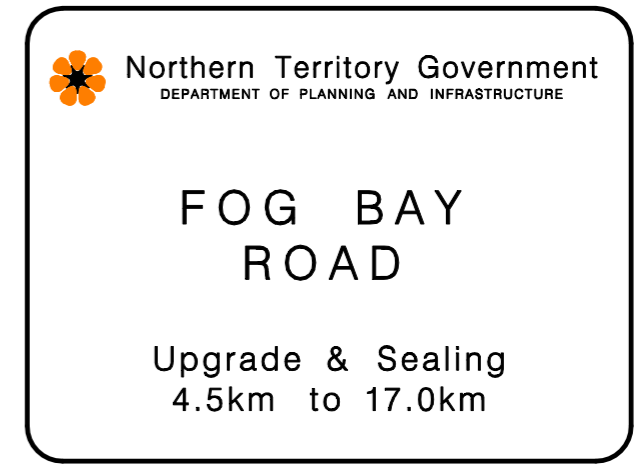 Northern Territory Government
DEPARTMENT OF PLANNING AND INFRASTRUCTURE
FOG BAY
ROAD
Upgrade & Sealing
4.5km to 17.0km